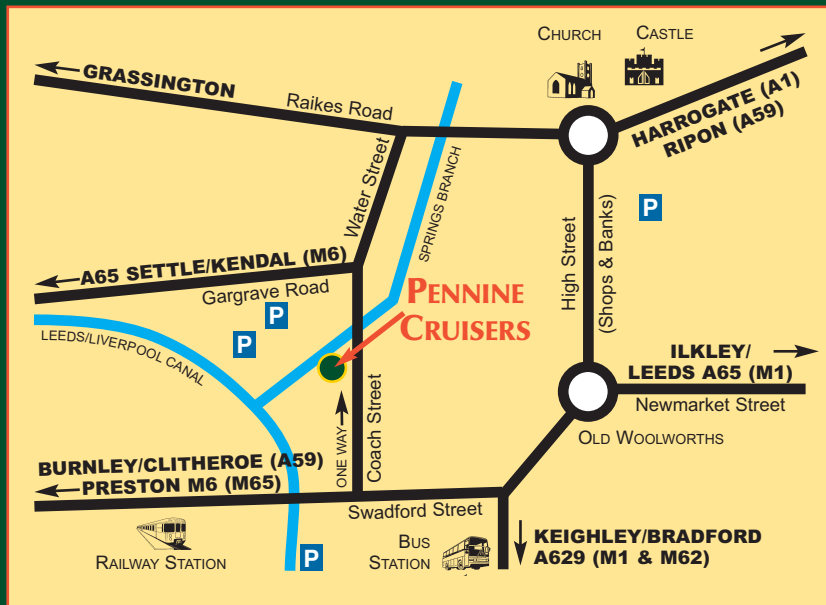 CHURCH
CASTLE
GRASSINGTON
Raikes Road
HARROGATE (A1)
RIPON (A59)
Water Street
SPRINGS BRANCH
P
High Street
(Shops & Banks)
A65 SETTLE/KENDAL (M6)
Gargrave Road
PENNINE
CRUISERS
P
P
LEEDS/LIVERPOOL CANAL
ILKLEY/
LEEDS A65 (M1)
Newmarket Street
OLD WOOLWORTHS
ONE WAY
Coach Street
BURNLEY/CLITHEROE (A59)
PRESTON M6 (M65)
Swadford Street
RAILWAY STATION
P
BUS
STATION
KEIGHLEY/BRADFORD
A629 (M1 & M62)